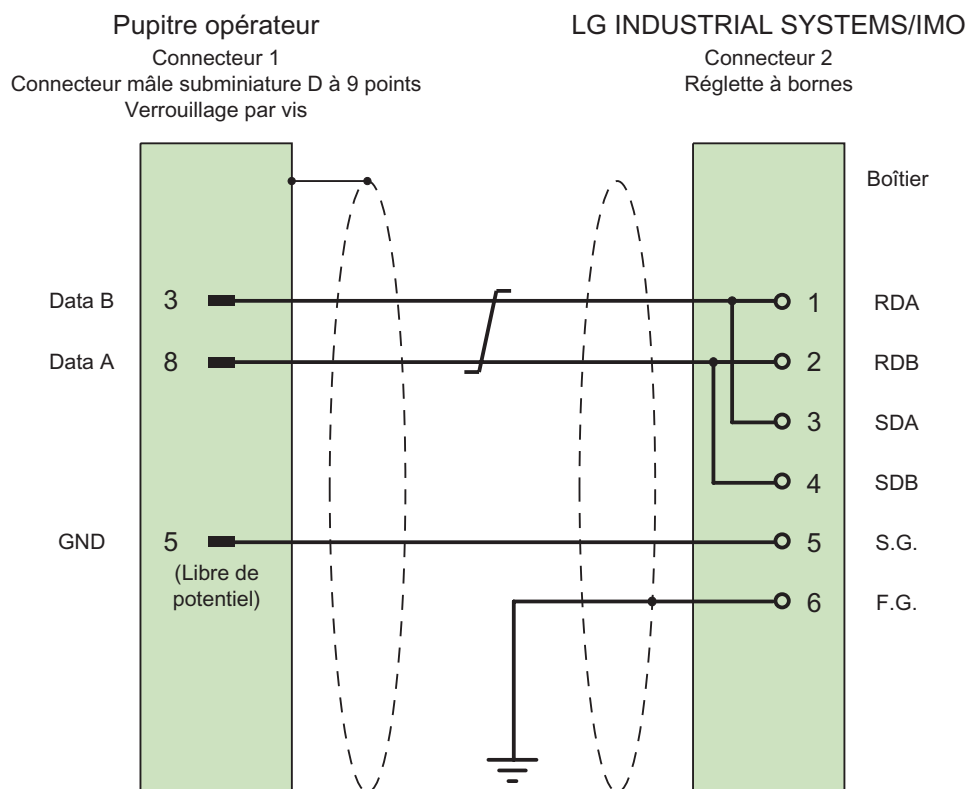 Pupitre opérateur
Connecteur 1
Connecteur mâle subminiature D à 9 points
Verrouillage par vis
LG INDUSTRIAL SYSTEMS/IMO
Connecteur 2
Réglette à bornes
Boîtier
Data B 3 1 RDA
Data A 8 2 RDB
3 SDA
4 SDB
GND 5 5 S.G.
(Libre de
potentiel)
6 F.G.